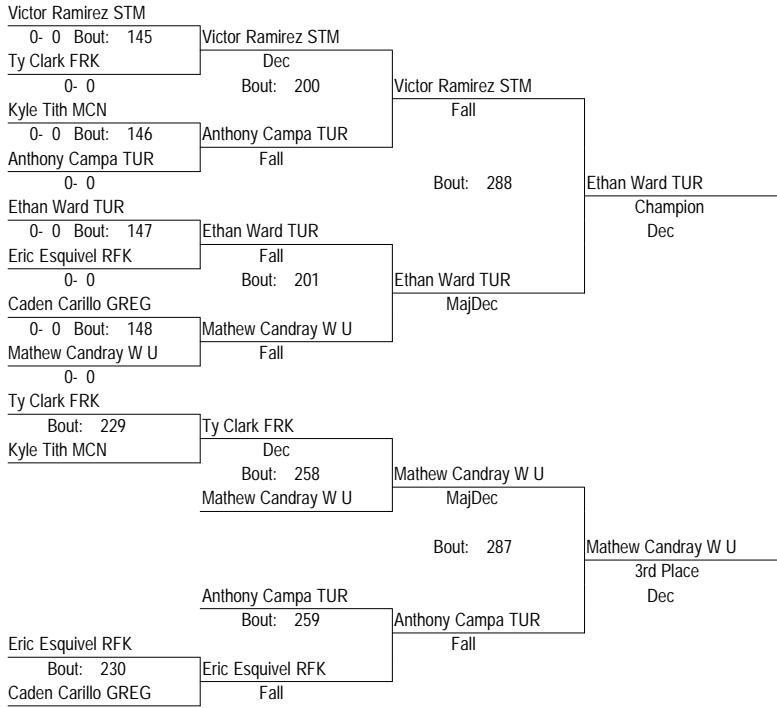 Victor Ramirez STM
0- 0 Bout: 145
Victor Ramirez STM
Ty Clark FRK
Dec
0- 0
Bout: 200
Victor Ramirez STM
Kyle Tith MCN
Fall
0- 0 Bout: 146
Anthony Campa TUR
Anthony Campa TUR
Fall
0- 0
Bout: 288
Ethan Ward TUR
Ethan Ward TUR
Champion
0- 0 Bout: 147
Ethan Ward TUR
Dec
Eric Esquivel RFK
Fall
0- 0
Bout: 201
Ethan Ward TUR
Caden Carillo GREG
MajDec
0- 0 Bout: 148
Mathew Candray W U
Mathew Candray W U
Fall
0- 0
Ty Clark FRK
Bout: 229
Ty Clark FRK
Kyle Tith MCN
Dec
Bout: 258
Mathew Candray W U
Mathew Candray W U
MajDec
Bout: 287
Mathew Candray W U
3rd Place
Anthony Campa TUR
Dec
Bout: 259
Anthony Campa TUR
Eric Esquivel RFK
Fall
Bout: 230
Eric Esquivel RFK
Caden Carillo GREG
Fall